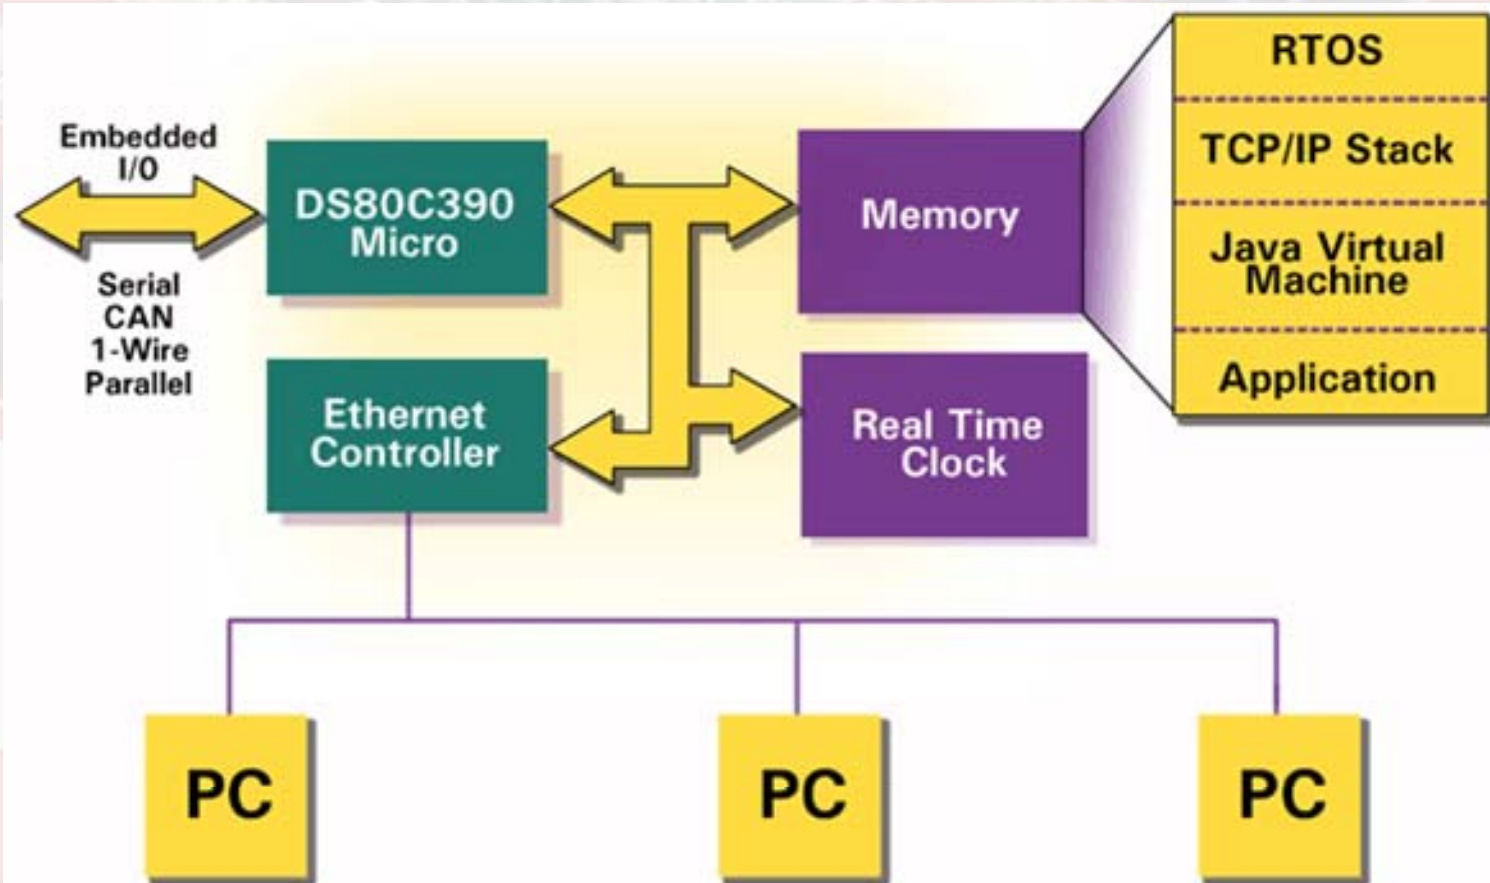 Embedded
I/O
Serial
CAN
1-Wire
Parallel
DS80C390
Micro
Ethernet
Controller
Memory
Real Time
Clock
RTOS
TCP/IP Stack
Java Virtual
Machine
Application
PC
PC
PC